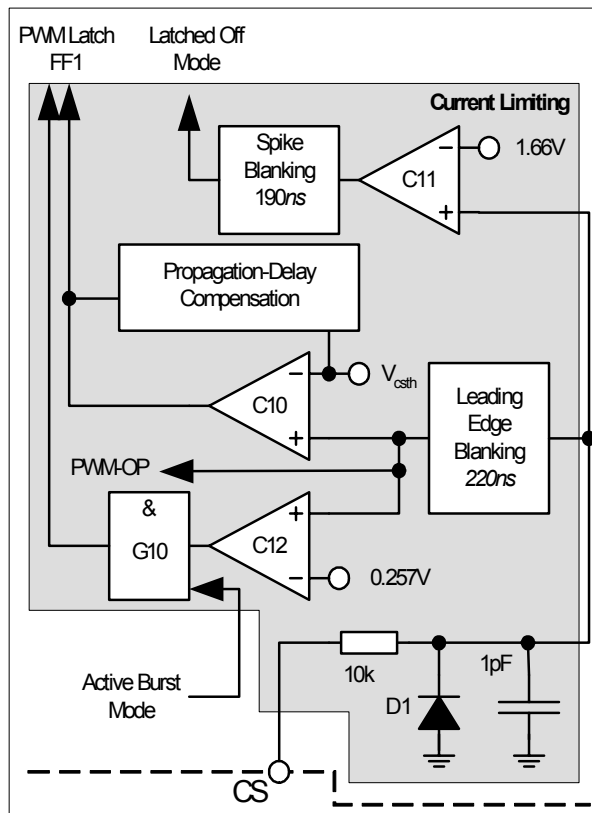 PWM Latch
FF1
Latched Off
Mode
Current Limiting
Spike
Blanking
190ns
C11
1.66V
Propagation-Delay
Compensation
Vcsth
C10
Leading
Edge
Blanking
220ns
PWM-OP
&
G10
C12
0.257V
Active Burst
Mode
10k
1pF
D1
CS